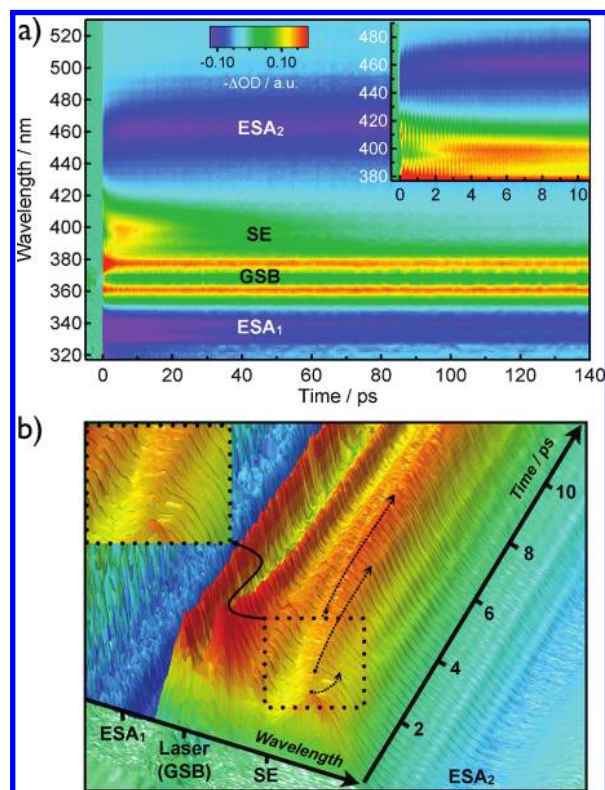 a)
520
500
480
460
440
420
400
380
360
340
320
Wavelength / nm
-0.10
0.10
-ΔOD / a.u.
ESA₂
SE
GSB
ESA₁
480
460
440
420
400
380
0
2
4
6
8
10
0
20
40
60
80
100
120
140
Time / ps
b)
Time / ps
10
8
6
4
2
ESA₁
Laser
(GSB)
SE
Wavelength
ESA₂